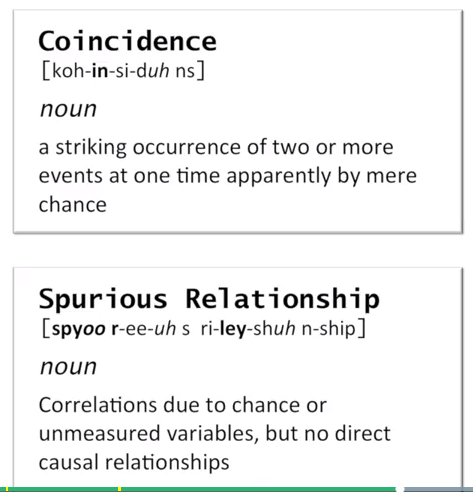 Coincidence
[koh-in-si-duh ns]
noun
a striking occurrence of two or more
events at one time apparently by mere
chance
Spurious Relationship
[spyoo r-ee-uh s ri-ley-shuh n-ship]
noun
Correlations due to chance or
unmeasured variables, but no direct
causal relationships